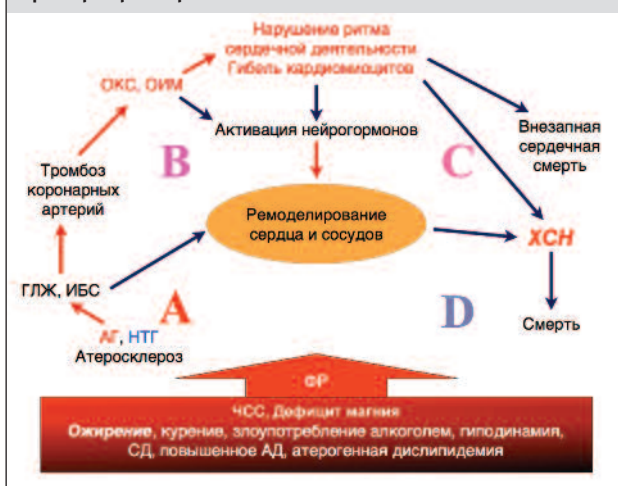 Нарушение ритма
сердечной деятельности
Гибель кардиомиоцитов
ОКС, ОИМ
Активация нейрогормонов
Внезапная
сердечная
смерть
B
C
Тромбоз
коронарных
артерий
Ремоделирование
сердца и сосудов
ХСН
ГЛЖ, ИБС
A
D
АГ, НТГ
Атеросклероз
Смерть
ФР
ЧСС, Дефицит магния
Ожирение, курение, злоупотребление алкоголем, гиподинамия,
СД, повышенное АД, атерогенная дислипидемия